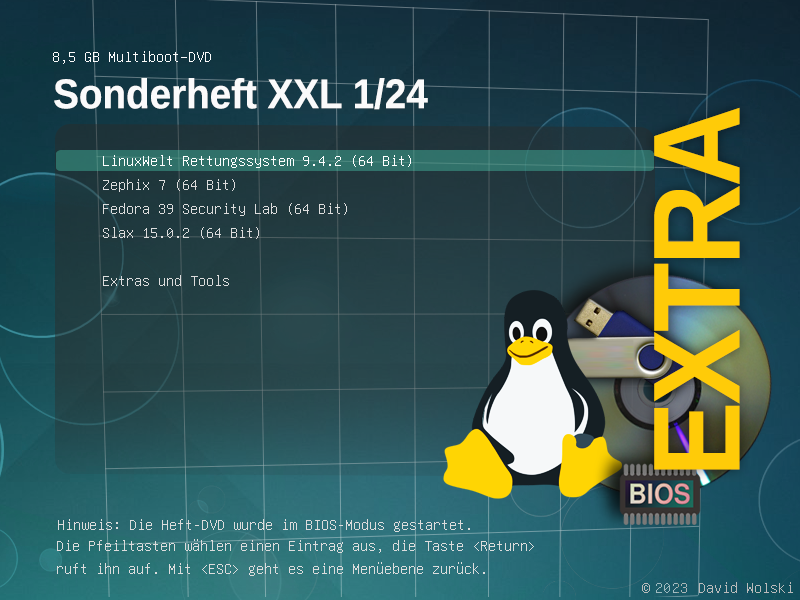 8,5 GB Multiboot-DVD
Sonderheft XXL 1/24
LinuxWelt Rettungssystem 9.4.2 (64 Bit)
Zephix 7 (64 Bit)
Fedora 39 Security Lab (64 Bit)
Slax 15.0.2 (64 Bit)
Extras und Tools
EXTRA
BIOS
Hinweis: Die Heft-DVD wurde im BIOS-Modus gestartet.
Die Pfeiltasten wählen einen Eintrag aus, die Taste <Return>
ruft ihn auf. Mit <ESC> geht es eine Menüebene zurück.
© 2023 David Wolski